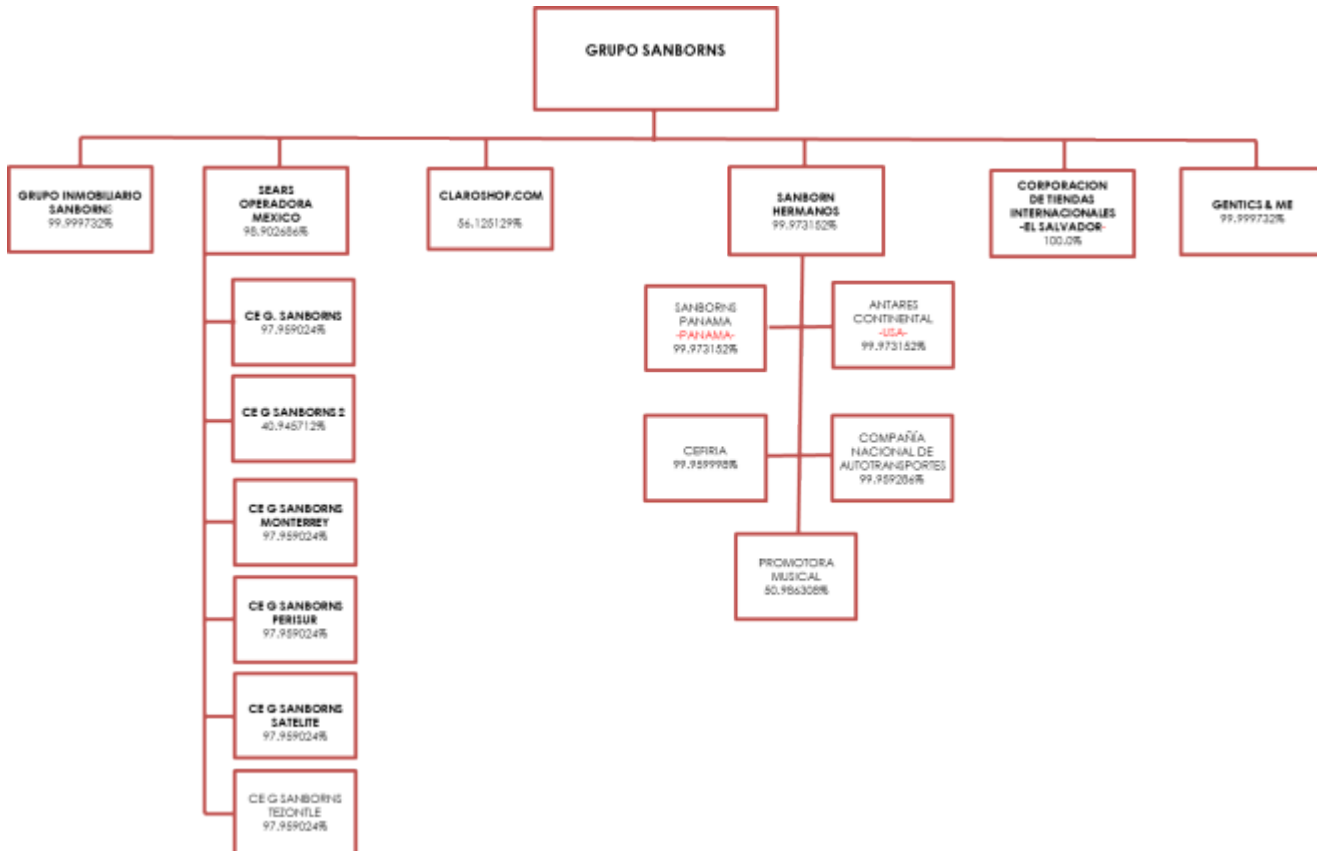 GRUPO SANBORNS
GRUPO INMOBILIARIO
SANBORNS
99.999732%
SEARS
OPERADORA
MEXICO
98.902686%
CLAROSHOP.COM
56.125129%
SANBORN
HERMANOS
99.973152%
CORPORACION
DE TIENDAS
INTERNACIONALES
-EL SALVADOR-
100.0%
GENTICS & ME
99.999732%
CE G. SANBORNS
97.959024%
CE G SANBORNS 2
40.945712%
CE G SANBORNS
MONTERREY
97.959024%
CE G SANBORNS
PERISUR
97.959024%
CE G SANBORNS
SATELITE
97.959024%
CE G SANBORNS
TEZONTLE
97.959024%
SANBORNS
PANAMA
-PANAMA-
99.973152%
ANTARES
CONTINENTAL
-USA-
99.973152%
CEFIRIA
99.959998%
COMPAÑÍA
NACIONAL DE
AUTOTRANSPORTES
99.959286%
PROMOTORA
MUSICAL
50.986308%